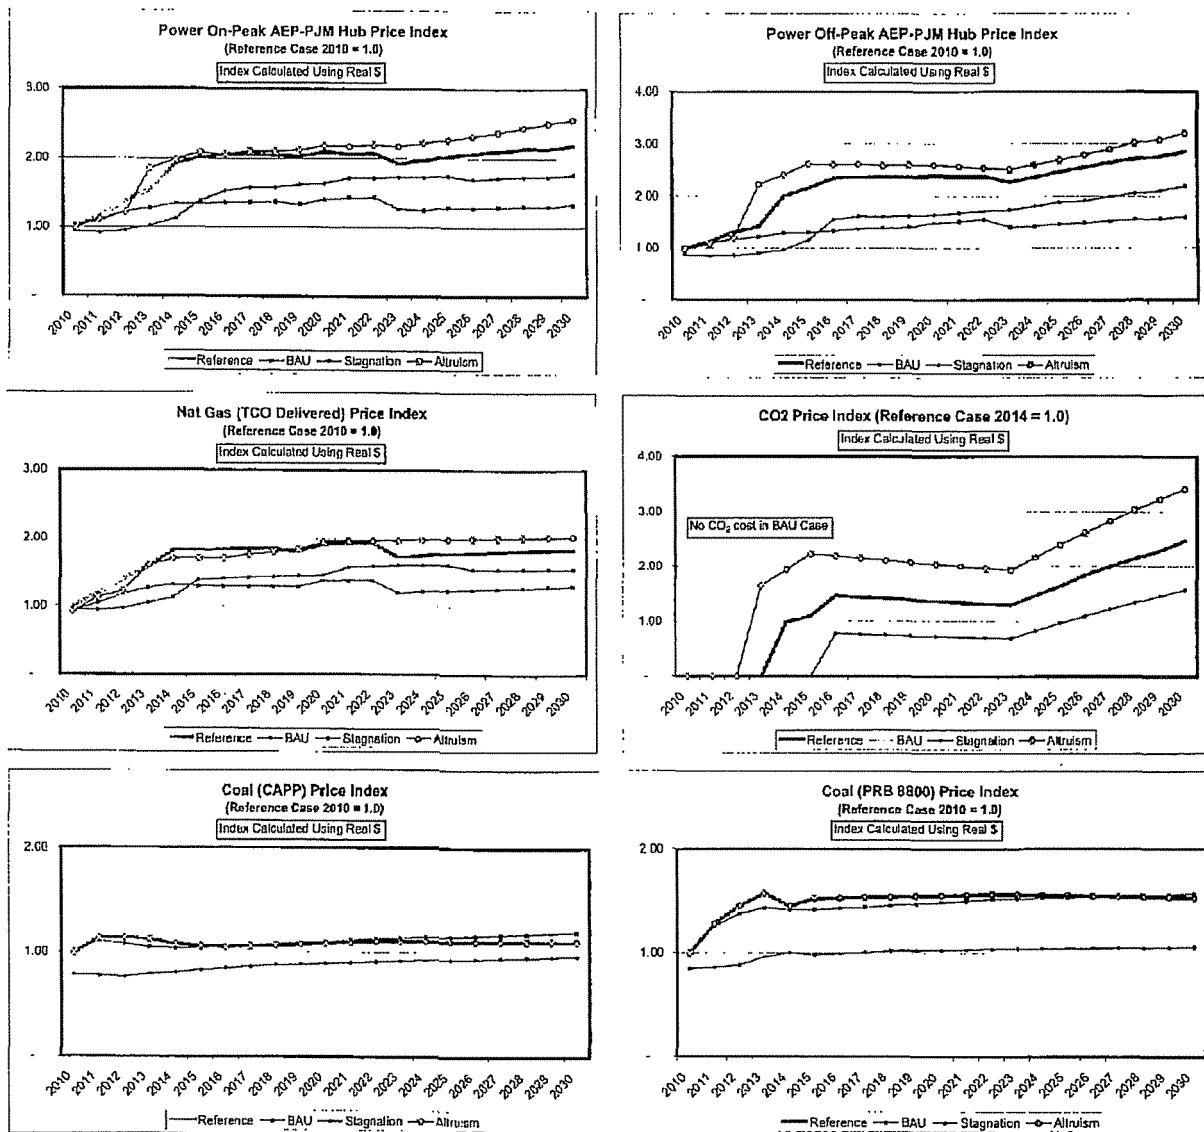 Power On-Peak AEP-PJM Hub Price Index
(Reference Case 2010 = 1.0)
Index Calculated Using Real $
3.00
2.00
1.00
-
2010 2011 2012 2013 2014 2015 2016 2017 2018 2019 2020 2021 2022 2023 2024 2025 2026 2027 2028 2029 2030
Reference BAU Stagnation Altruism
Power Off-Peak AEP-PJM Hub Price Index
(Reference Case 2010 = 1.0)
Index Calculated Using Real $
4.00
3.00
2.00
1.00
-
2010 2011 2012 2013 2014 2015 2016 2017 2018 2019 2020 2021 2022 2023 2024 2025 2026 2027 2028 2029 2030
Reference BAU Stagnation Altruism
Nat Gas (TCO Delivered) Price Index
(Reference Case 2010 = 1.0)
Index Calculated Using Real $
3.00
2.00
1.00
-
2010 2011 2012 2013 2014 2015 2016 2017 2018 2019 2020 2021 2022 2023 2024 2025 2026 2027 2028 2029 2030
Reference BAU Stagnation Altruism
CO2 Price Index (Reference Case 2014 = 1.0)
Index Calculated Using Real $
4.00
No CO₂ cost in BAU Case
3.00
2.00
1.00
-
2010 2011 2012 2013 2014 2015 2016 2017 2018 2019 2020 2021 2022 2023 2024 2025 2026 2027 2028 2029 2030
Reference BAU Stagnation Altruism
Coal (CAPP) Price Index
(Reference Case 2010 = 1.0)
Index Calculated Using Real $
2.00
1.00
-
2010 2011 2012 2013 2014 2015 2016 2017 2018 2019 2020 2021 2022 2023 2024 2025 2026 2027 2028 2029 2030
Reference BAU Stagnation Altruism
Coal (PRB 8800) Price Index
(Reference Case 2010 = 1.0)
Index Calculated Using Real $
2.00
1.00
-
2010 2011 2012 2013 2014 2015 2016 2017 2018 2019 2020 2021 2022 2023 2024 2025 2026 2027 2028 2029 2030
Reference BAU Stagnation Altruism